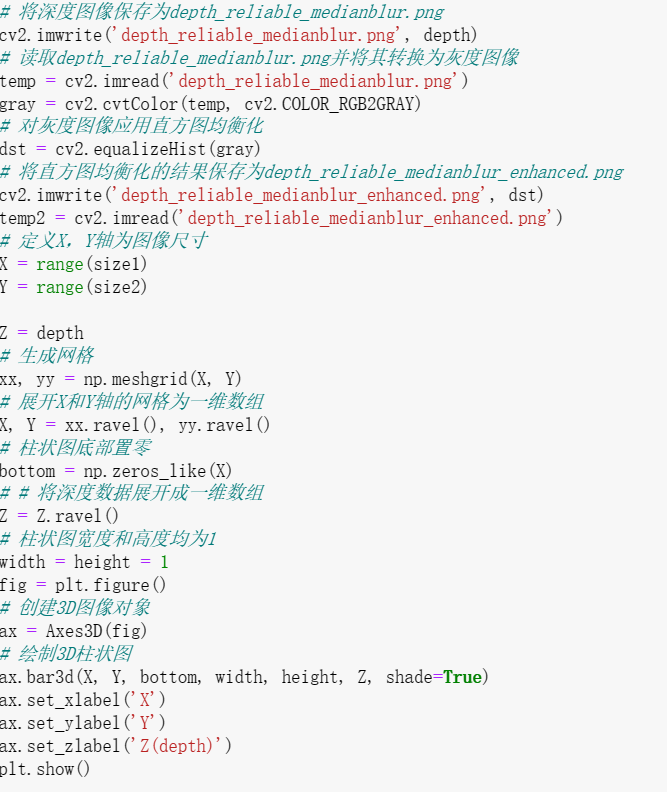 # 将深度图像保存为depth_reliable_medianblur.png
cv2.imwrite('depth_reliable_medianblur.png', depth)
# 读取depth_reliable_medianblur.png并将其转换为灰度图像
temp = cv2.imread('depth_reliable_medianblur.png')
gray = cv2.cvtColor(temp, cv2.COLOR_RGB2GRAY)
# 对灰度图像应用直方图均衡化
dst = cv2.equalizeHist(gray)
# 将直方图均衡化的结果保存为depth_reliable_medianblur_enhanced.png
cv2.imwrite('depth_reliable_medianblur_enhanced.png', dst)
temp2 = cv2.imread('depth_reliable_medianblur_enhanced.png')
# 定义X，Y轴为图像尺寸
X = range(size1)
Y = range(size2)
Z = depth
# 生成网格
xx, yy = np.meshgrid(X, Y)
# 展开X和Y轴的网格为一维数组
X, Y = xx.ravel(), yy.ravel()
# 柱状图底部置零
bottom = np.zeros_like(X)
# # 将深度数据展开成一维数组
Z = Z.ravel()
# 柱状图宽度和高度均为1
width = height = 1
fig = plt.figure()
# 创建3D图像对象
ax = Axes3D(fig)
# 绘制3D柱状图
ax.bar3d(X, Y, bottom, width, height, Z, shade=True)
ax.set_xlabel('X')
ax.set_ylabel('Y')
ax.set_zlabel('Z(depth)')
plt.show()